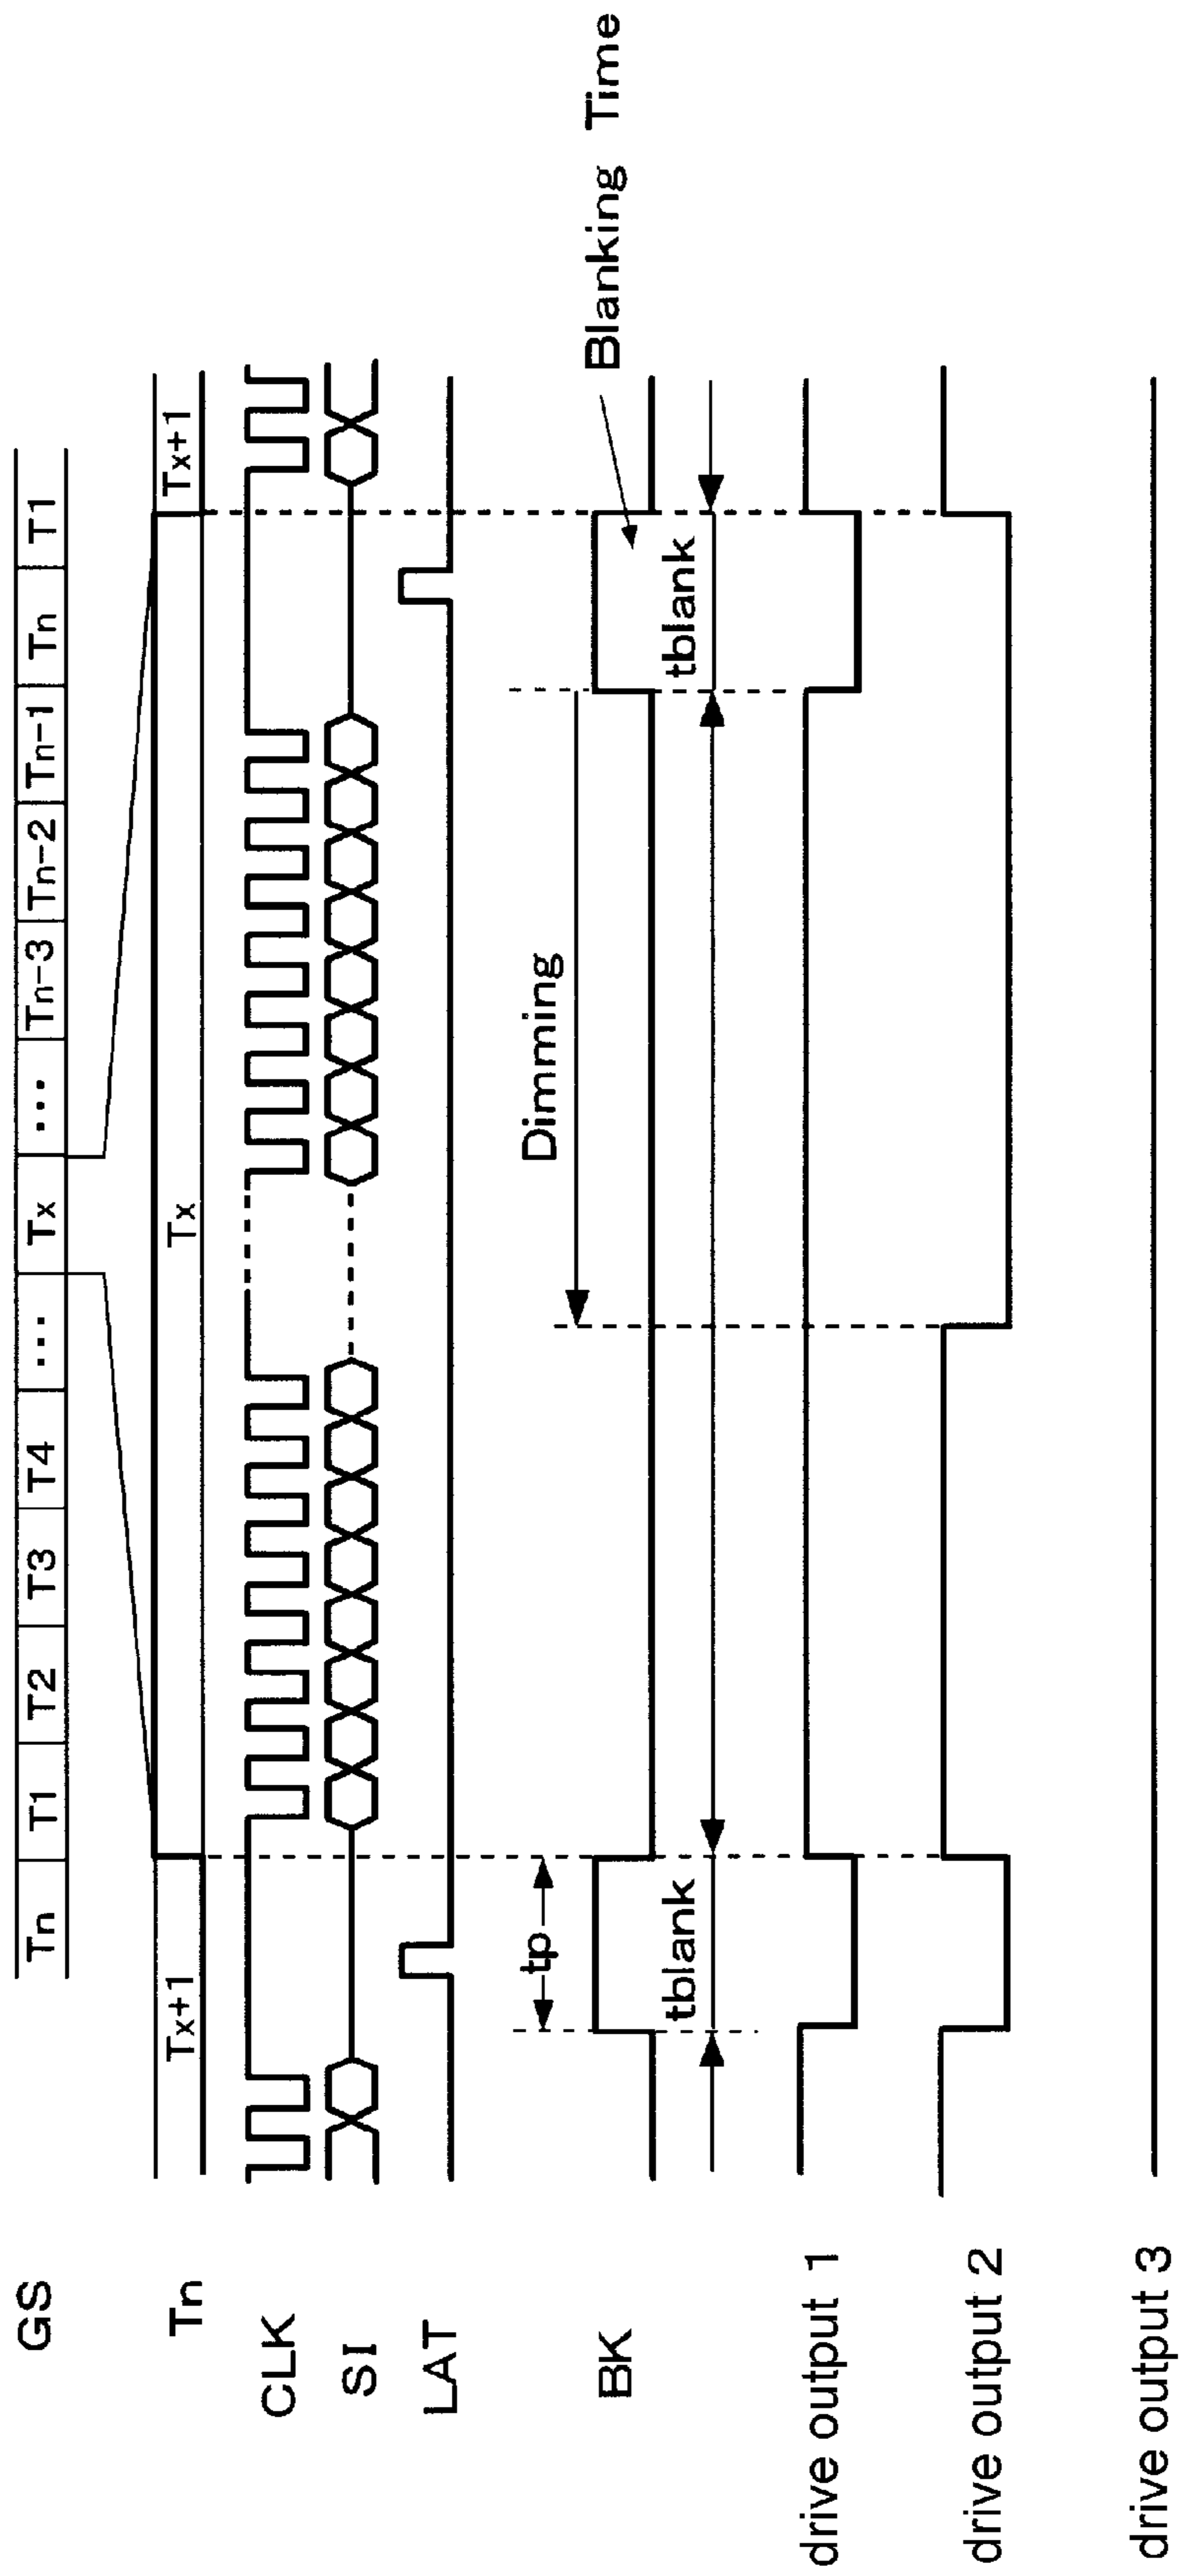 GS Tn T1 T2 T3 T4 ··· Tx ··· Tn-3 Tn-2 Tn-1 Tn T1
Tn Tx+1 Tx Tx+1
CLK
SI
LAT
tp Dimming
BK Blanking Time
tblank tblank
drive output 1
drive output 2
drive output 3